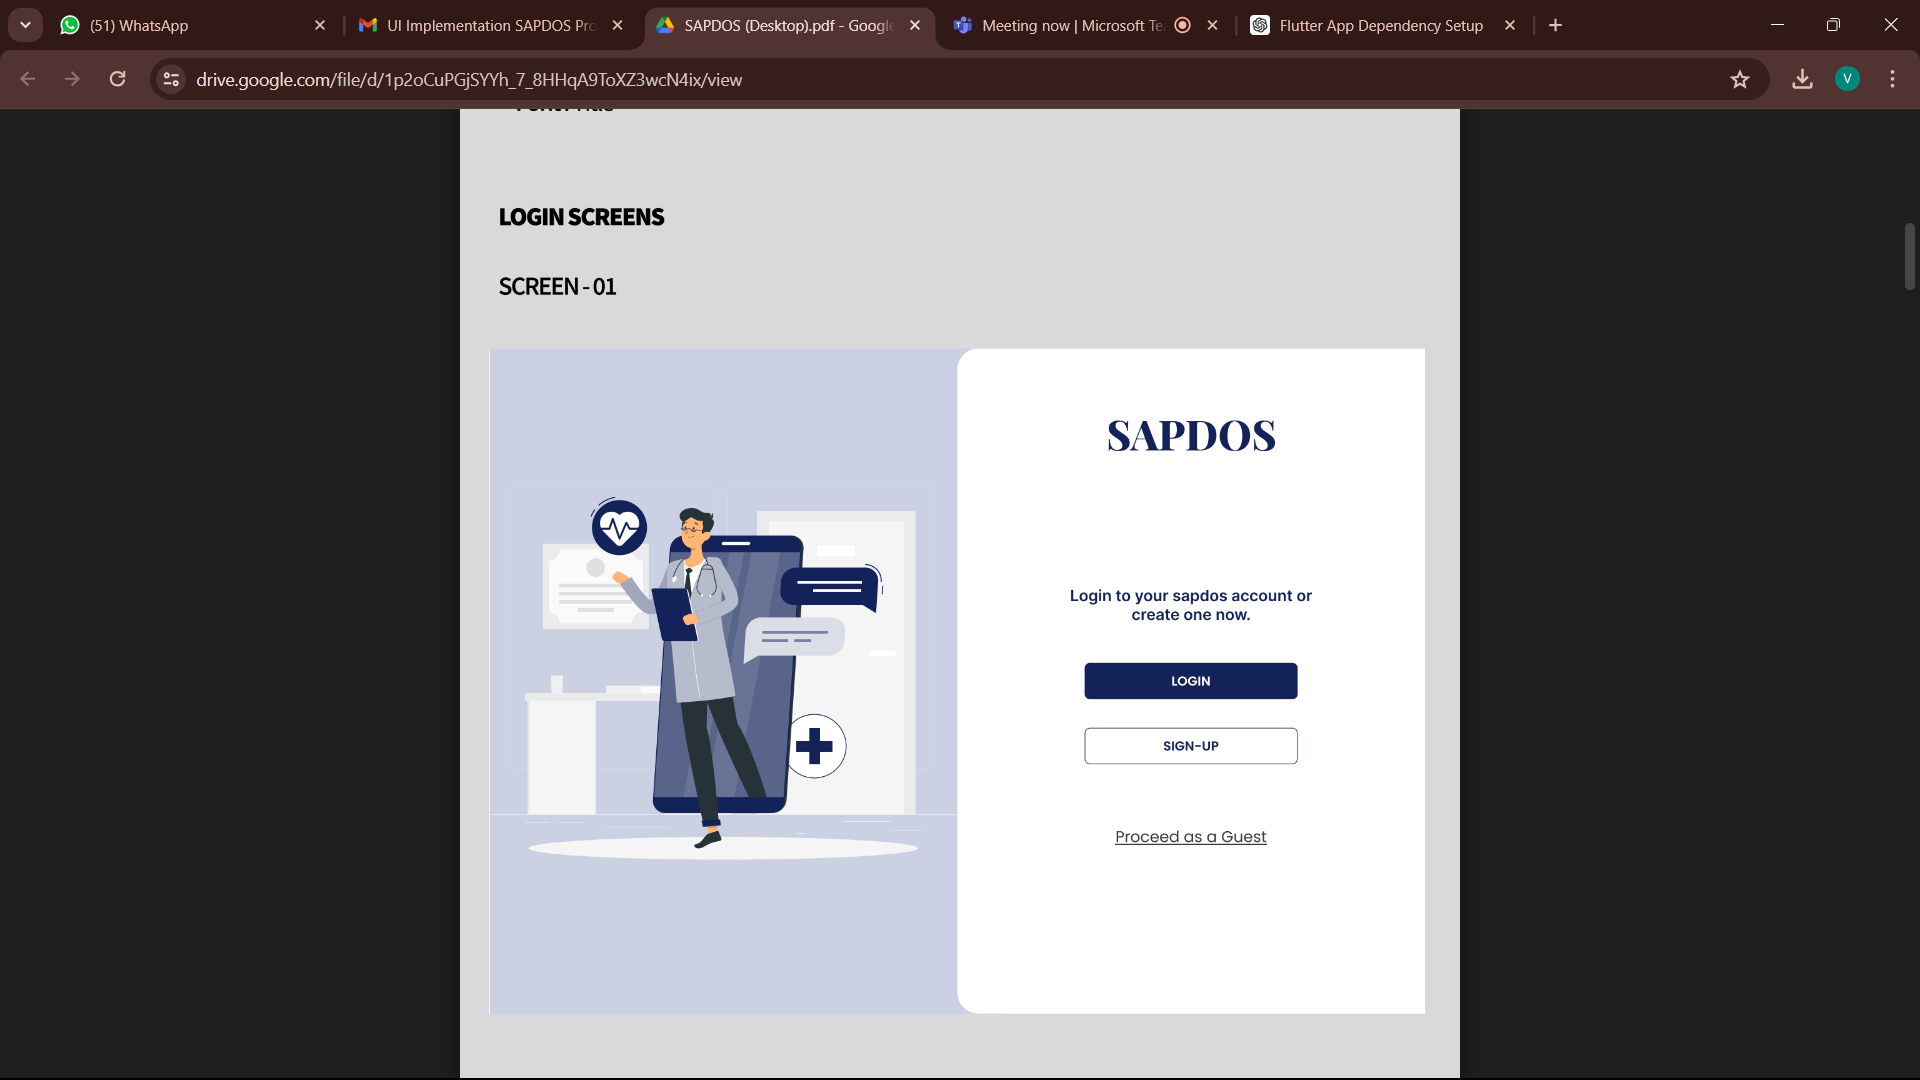 (51) WhatsApp
UI Implementation SAPDOS Pro
SAPDOS (Desktop).pdf - Google
Meeting now | Microsoft Te
Flutter App Dependency Setup
drive.google.com/file/d/1p2oCuPGjSYYh_7_8HHqA9ToXZ3wcN4ix/view
V
LOGIN SCREENS
SCREEN - 01
SAPDOS
Login to your sapdos account or
create one now.
LOGIN
SIGN-UP
Proceed as a Guest